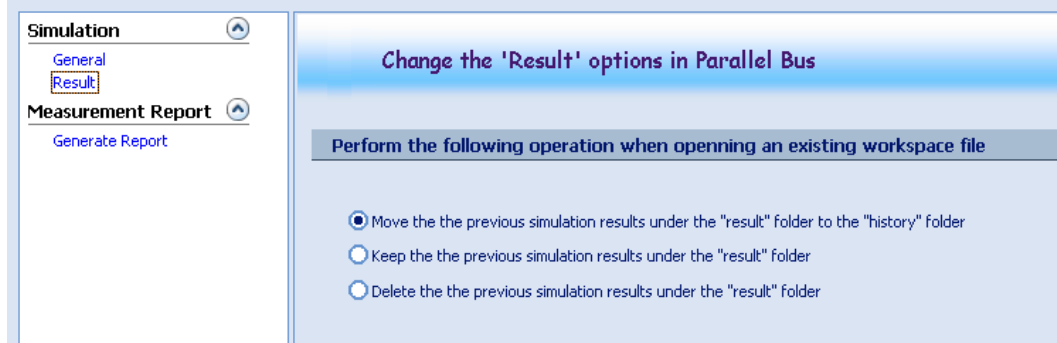 Simulation
General
Result
Measurement Report
Generate Report
Change the 'Result' options in Parallel Bus
Perform the following operation when openning an existing workspace file
Move the the previous simulation results under the "result" folder to the "history" folder
Keep the the previous simulation results under the "result" folder
Delete the the previous simulation results under the "result" folder